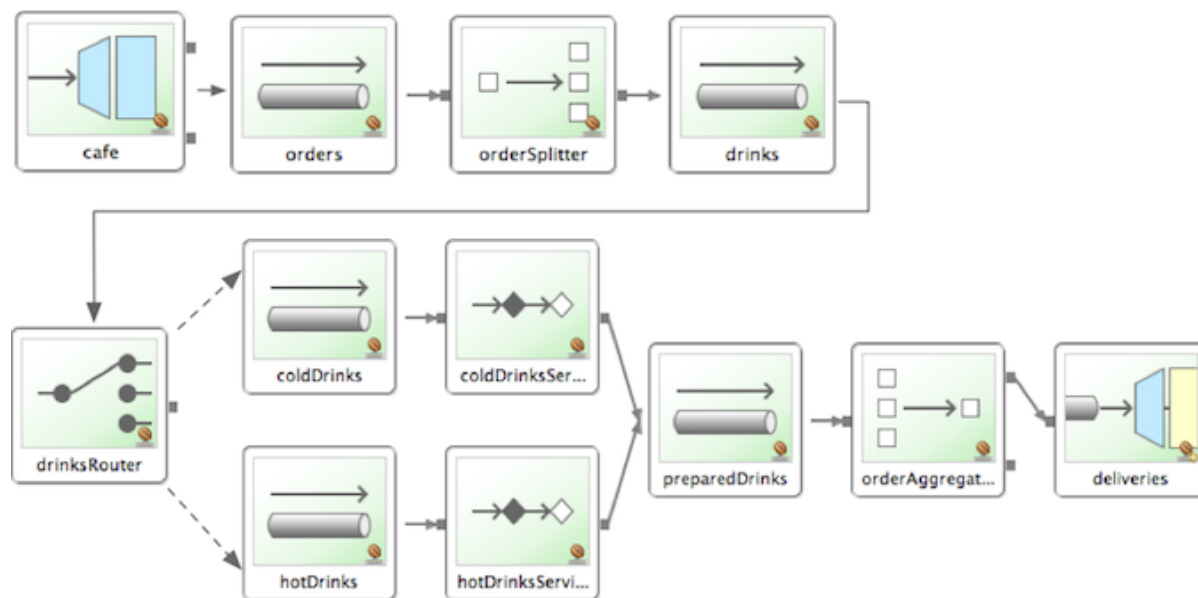 cafe
orders
orderSplitter
drinks
drinksRouter
coldDrinks
coldDrinksSer...
hotDrinks
hotDrinksServi...
preparedDrinks
orderAggregat...
deliveries